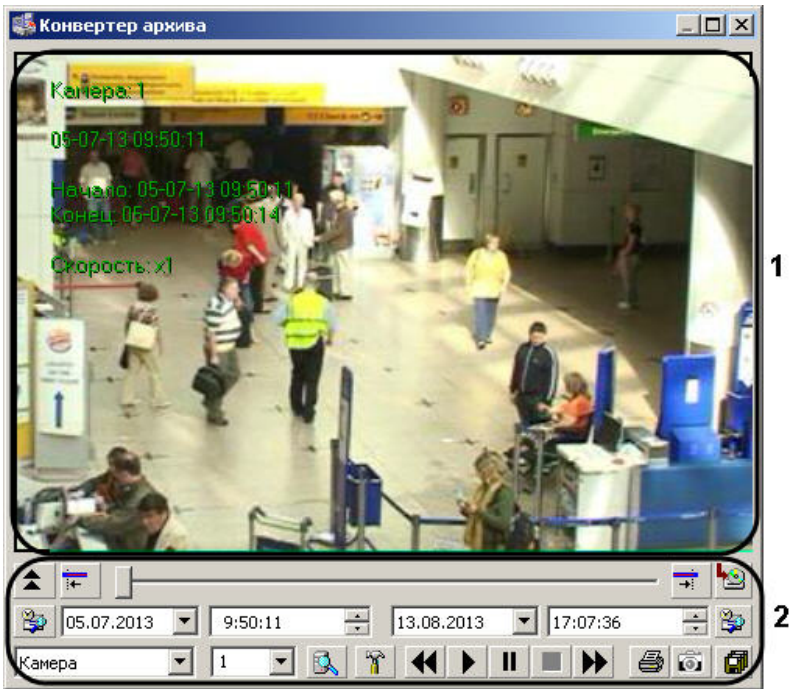 Конвертер архива
Камера: 1
05-07-13 09:50:11
Начало: 05-07-13 09:50:11
Конец: 05-07-13 09:50:14
Скорость: x1
1
05.07.2013
9:50:11
13.08.2013
17:07:36
2
Камера
1